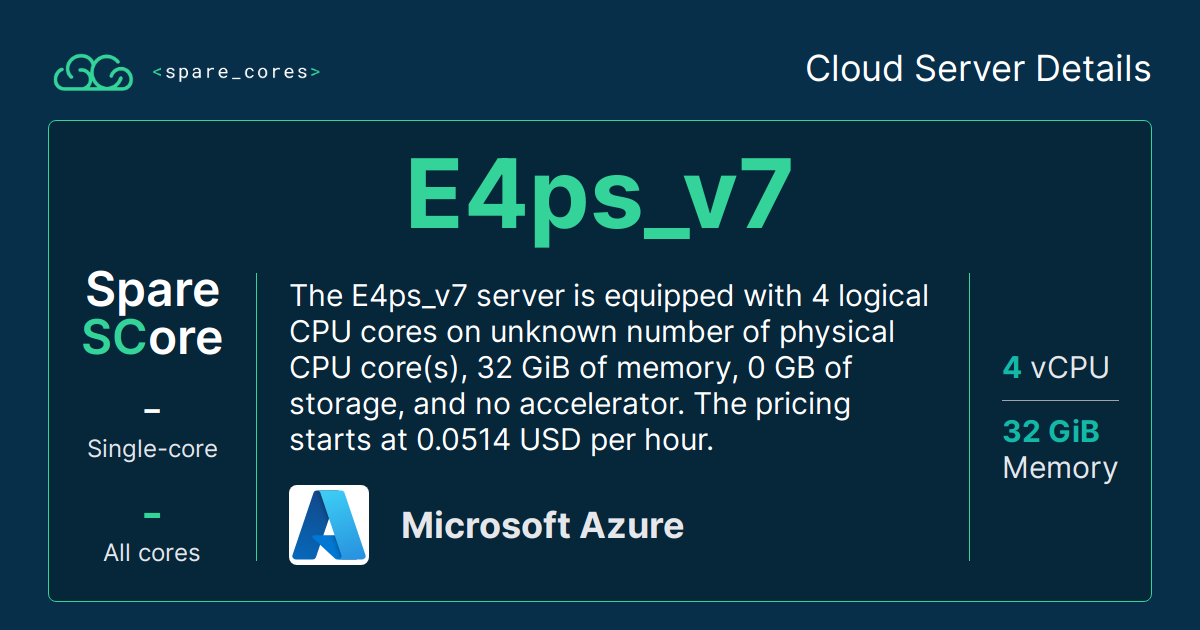 <spare_cores>
Cloud Server Details
E4ps_v7
Spare
SCore
-
Single-core
-
All cores
The E4ps_v7 server is equipped with 4 logical
CPU cores on unknown number of physical
CPU core(s), 32 GiB of memory, 0 GB of
storage, and no accelerator. The pricing
starts at 0.0514 USD per hour.
Microsoft Azure
4 vCPU
32 GiB
Memory